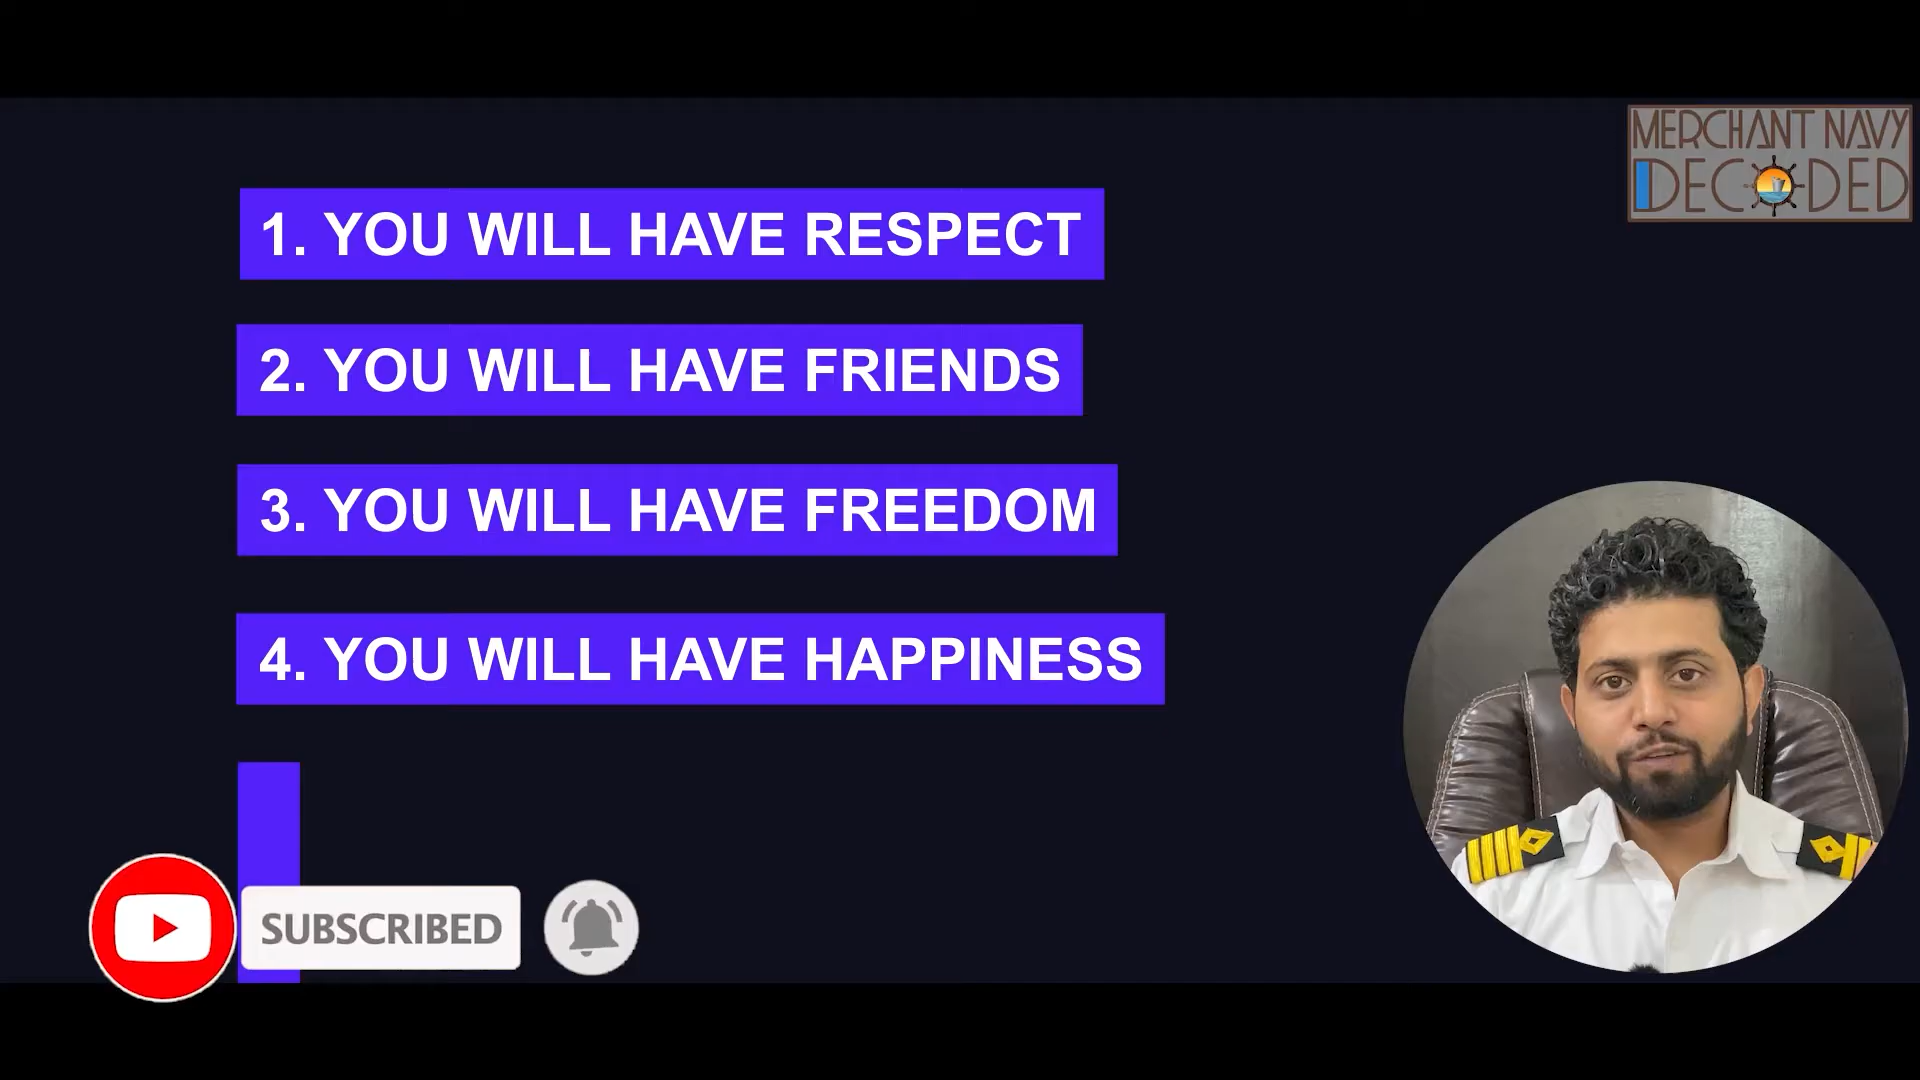 MERCHANT NAVY
DECODED
1. YOU WILL HAVE RESPECT
2. YOU WILL HAVE FRIENDS
3. YOU WILL HAVE FREEDOM
4. YOU WILL HAVE HAPPINESS
SUBSCRIBED